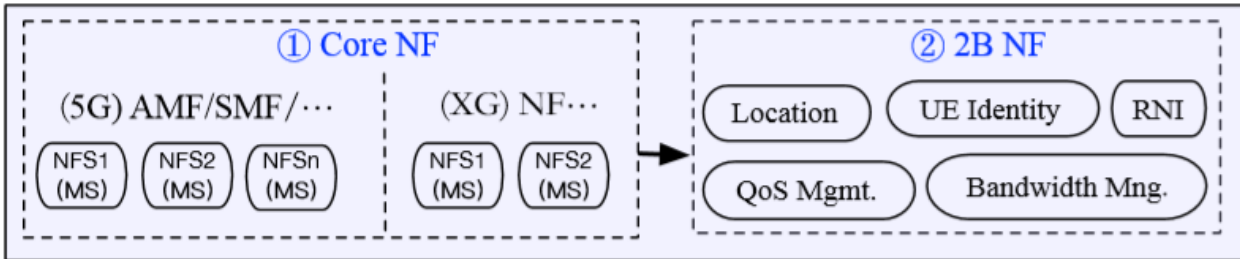 ① Core NF
(5G) AMF/SMF/⋯
NFS1
(MS)
NFS2
(MS)
NFSn
(MS)
(XG) NF⋯
NFS1
(MS)
NFS2
(MS)
② 2B NF
Location
UE Identity
RNI
QoS Mgmt.
Bandwidth Mng.